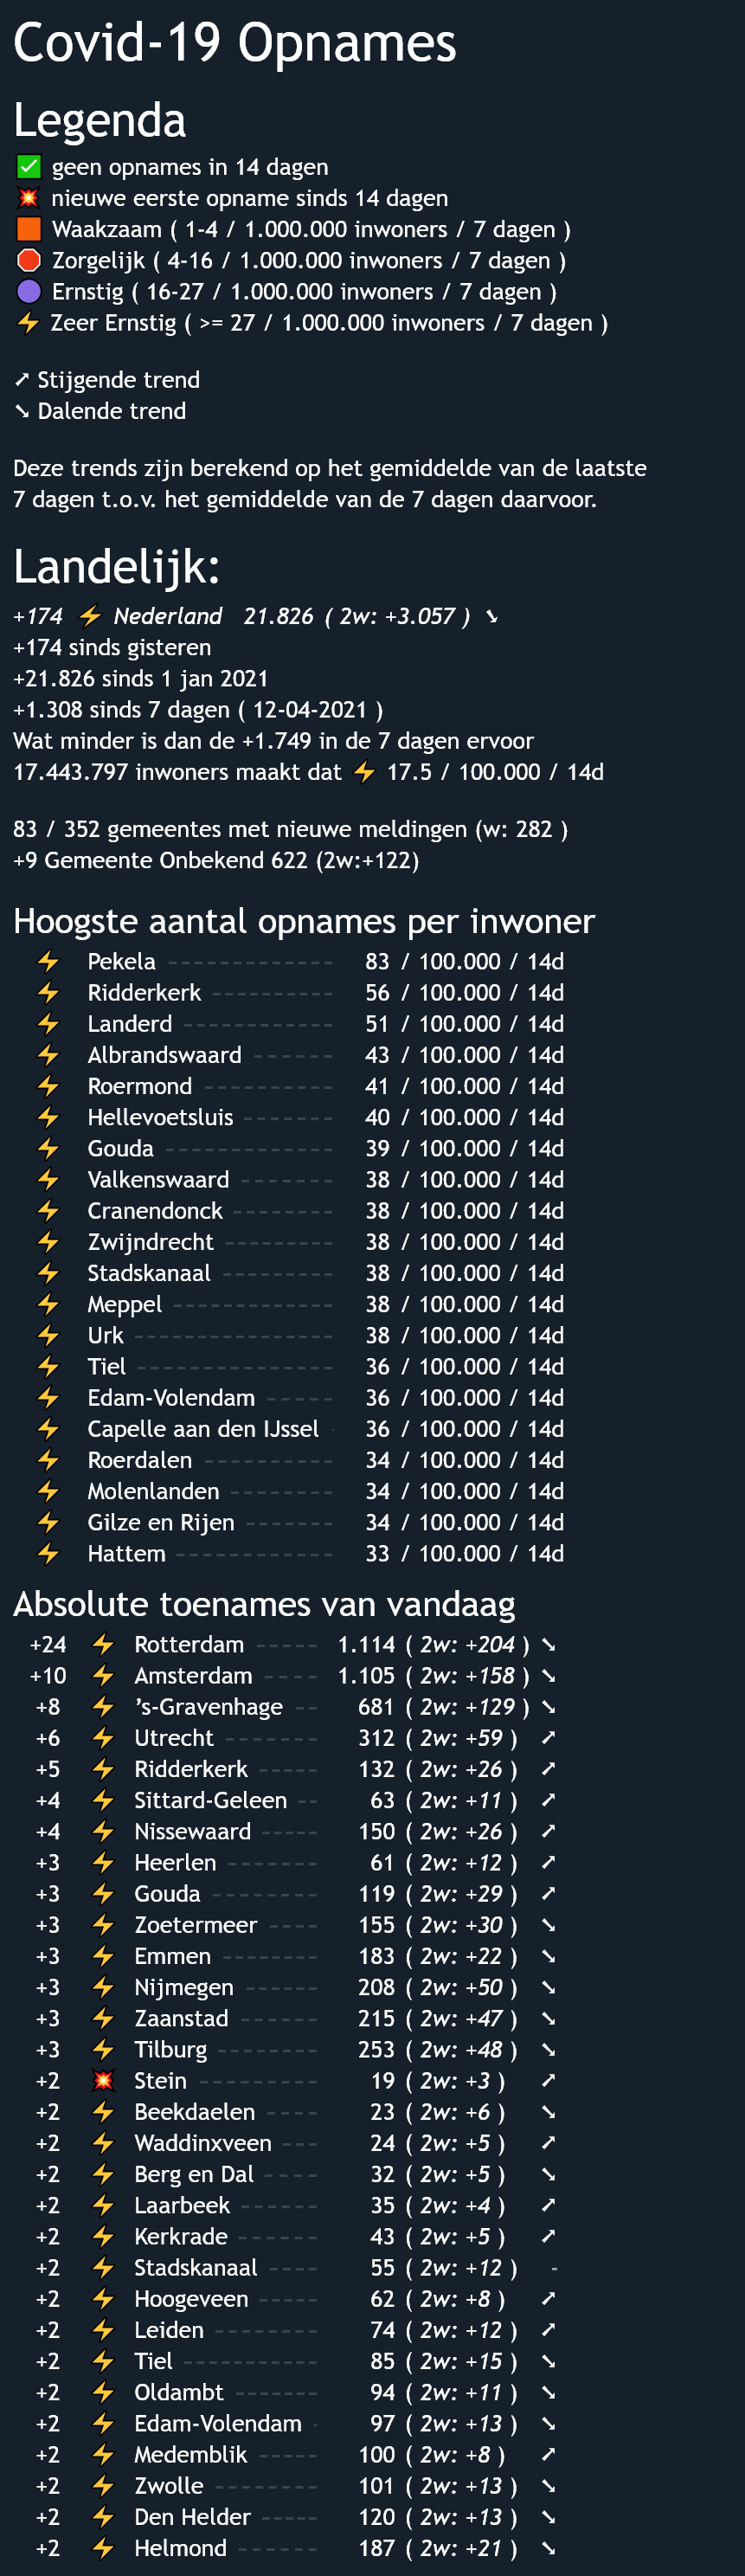 Covid-19 Opnames
Legenda
✅ geen opnames in 14 dagen
💥 nieuwe eerste opname sinds 14 dagen
🟧 Waakzaam ( 1-4 / 1.000.000 inwoners / 7 dagen )
🛑 Zorgelijk ( 4-16 / 1.000.000 inwoners / 7 dagen )
🟣 Ernstig ( 16-27 / 1.000.000 inwoners / 7 dagen )
⚡ Zeer Ernstig ( >= 27 / 1.000.000 inwoners / 7 dagen )
➚ Stijgende trend
➘ Dalende trend
Deze trends zijn berekend op het gemiddelde van de laatste
7 dagen t.o.v. het gemiddelde van de 7 dagen daarvoor.
Landelijk:
+174 ⚡ Nederland 21.826 ( 2w: +3.057 ) ➘
+174 sinds gisteren
+21.826 sinds 1 jan 2021
+1.308 sinds 7 dagen ( 12-04-2021 )
Wat minder is dan de +1.749 in de 7 dagen ervoor
17.443.797 inwoners maakt dat ⚡ 17.5 / 100.000 / 14d
83 / 352 gemeentes met nieuwe meldingen (w: 282 )
+9 Gemeente Onbekend 622 (2w:+122)
Hoogste aantal opnames per inwoner
⚡ Pekela -------------- 83 / 100.000 / 14d
⚡ Ridderkerk ---------- 56 / 100.000 / 14d
⚡ Landerd ------------- 51 / 100.000 / 14d
⚡ Albrandswaard ------ 43 / 100.000 / 14d
⚡ Roermond ----------- 41 / 100.000 / 14d
⚡ Hellevoetsluis ------- 40 / 100.000 / 14d
⚡ Gouda -------------- 39 / 100.000 / 14d
⚡ Valkenswaard ------- 38 / 100.000 / 14d
⚡ Cranendonck -------- 38 / 100.000 / 14d
⚡ Zwijndrecht --------- 38 / 100.000 / 14d
⚡ Stadskanaal --------- 38 / 100.000 / 14d
⚡ Meppel ------------- 38 / 100.000 / 14d
⚡ Urk ---------------- 38 / 100.000 / 14d
⚡ Tiel ---------------- 36 / 100.000 / 14d
⚡ Edam-Volendam ----- 36 / 100.000 / 14d
⚡ Capelle aan den IJssel - 36 / 100.000 / 14d
⚡ Roerdalen ----------- 34 / 100.000 / 14d
⚡ Molenlanden -------- 34 / 100.000 / 14d
⚡ Gilze en Rijen ------- 34 / 100.000 / 14d
⚡ Hattem ------------- 33 / 100.000 / 14d
Absolute toenames van vandaag
+24 ⚡ Rotterdam ----- 1.114 ( 2w: +204 ) ➘
+10 ⚡ Amsterdam ---- 1.105 ( 2w: +158 ) ➘
+8 ⚡ 's-Gravenhage -- 681 ( 2w: +129 ) ➘
+6 ⚡ Utrecht ------- 312 ( 2w: +59 ) ➚
+5 ⚡ Ridderkerk ----- 132 ( 2w: +26 ) ➚
+4 ⚡ Sittard-Geleen -- 63 ( 2w: +11 ) ➚
+4 ⚡ Nissewaard ----- 150 ( 2w: +26 ) ➚
+3 ⚡ Heerlen ------- 61 ( 2w: +12 ) ➚
+3 ⚡ Gouda -------- 119 ( 2w: +29 ) ➚
+3 ⚡ Zoetermeer ---- 155 ( 2w: +30 ) ➘
+3 ⚡ Emmen -------- 183 ( 2w: +22 ) ➘
+3 ⚡ Nijmegen ------ 208 ( 2w: +50 ) ➘
+3 ⚡ Zaanstad ------ 215 ( 2w: +47 ) ➘
+3 ⚡ Tilburg -------- 253 ( 2w: +48 ) ➘
+2 💥 Stein --------- 19 ( 2w: +3 ) ➚
+2 ⚡ Beekdaelen ---- 23 ( 2w: +6 ) ➘
+2 ⚡ Waddinxveen --- 24 ( 2w: +5 ) ➚
+2 ⚡ Berg en Dal ---- 32 ( 2w: +5 ) ➘
+2 ⚡ Laarbeek ------ 35 ( 2w: +4 ) ➚
+2 ⚡ Kerkrade ------ 43 ( 2w: +5 ) ➚
+2 ⚡ Stadskanaal ---- 55 ( 2w: +12 ) -
+2 ⚡ Hoogeveen ----- 62 ( 2w: +8 ) ➚
+2 ⚡ Leiden -------- 74 ( 2w: +12 ) ➚
+2 ⚡ Tiel ----------- 85 ( 2w: +15 ) ➘
+2 ⚡ Oldambt ------- 94 ( 2w: +11 ) ➘
+2 ⚡ Edam-Volendam - 97 ( 2w: +13 ) ➘
+2 ⚡ Medemblik ----- 100 ( 2w: +8 ) ➚
+2 ⚡ Zwolle -------- 101 ( 2w: +13 ) ➘
+2 ⚡ Den Helder ----- 120 ( 2w: +13 ) ➘
+2 ⚡ Helmond ------ 187 ( 2w: +21 ) ➘